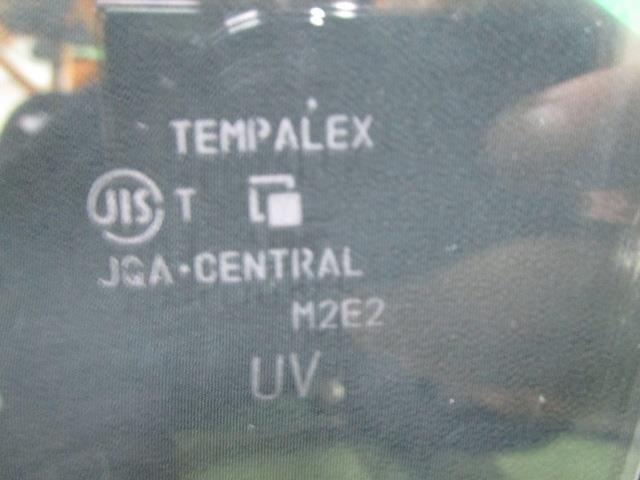 TEMPALEX
JIS T
JQA·CENTRAL
M2E2
UV